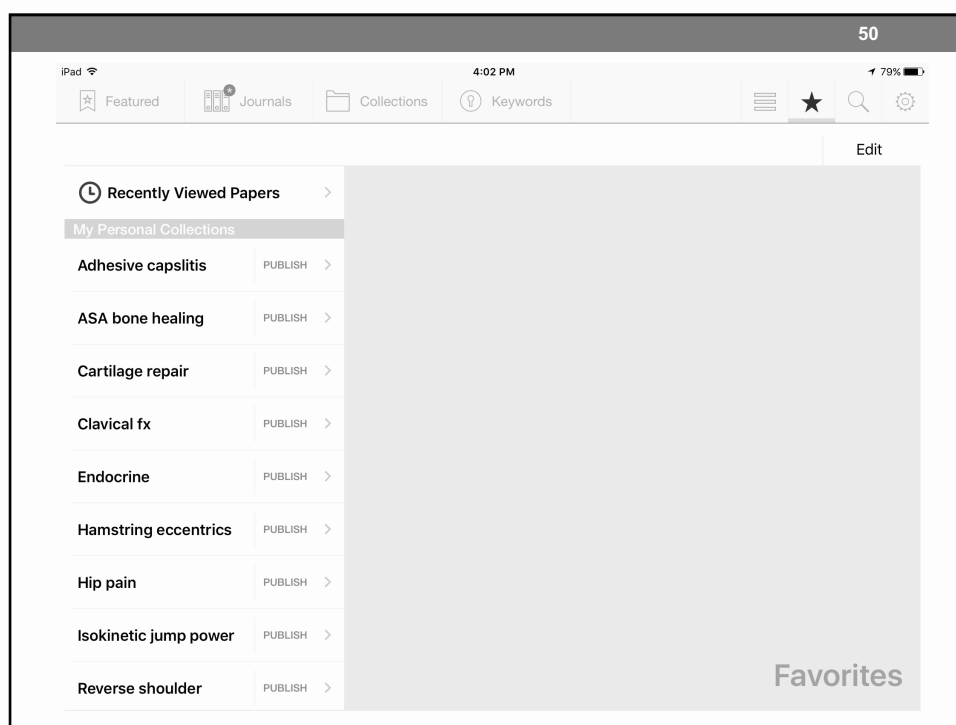 50
iPad 4:02 PM 79%
Featured Journals Collections Keywords
Edit
Recently Viewed Papers
My Personal Collections
Adhesive capslitis PUBLISH
ASA bone healing PUBLISH
Cartilage repair PUBLISH
Clavical fx PUBLISH
Endocrine PUBLISH
Hamstring eccentrics PUBLISH
Hip pain PUBLISH
Isokinetic jump power PUBLISH
Reverse shoulder PUBLISH
Favorites